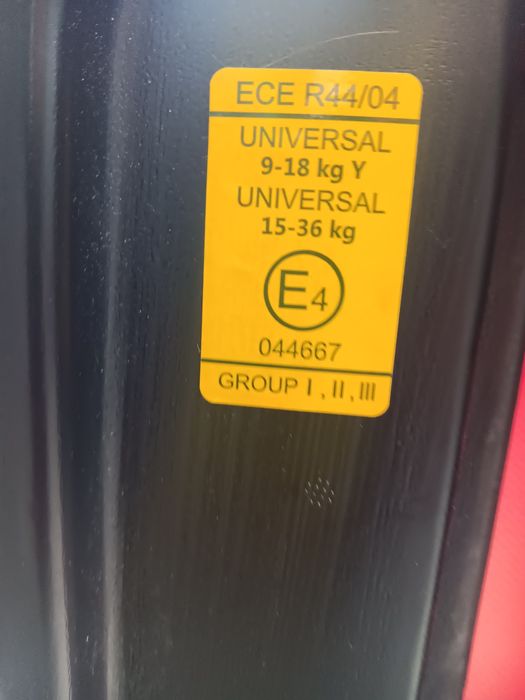 ECE R44/04
UNIVERSAL
9-18 kg Y
UNIVERSAL
15-36 kg
E4
044667
GROUP I , II , III